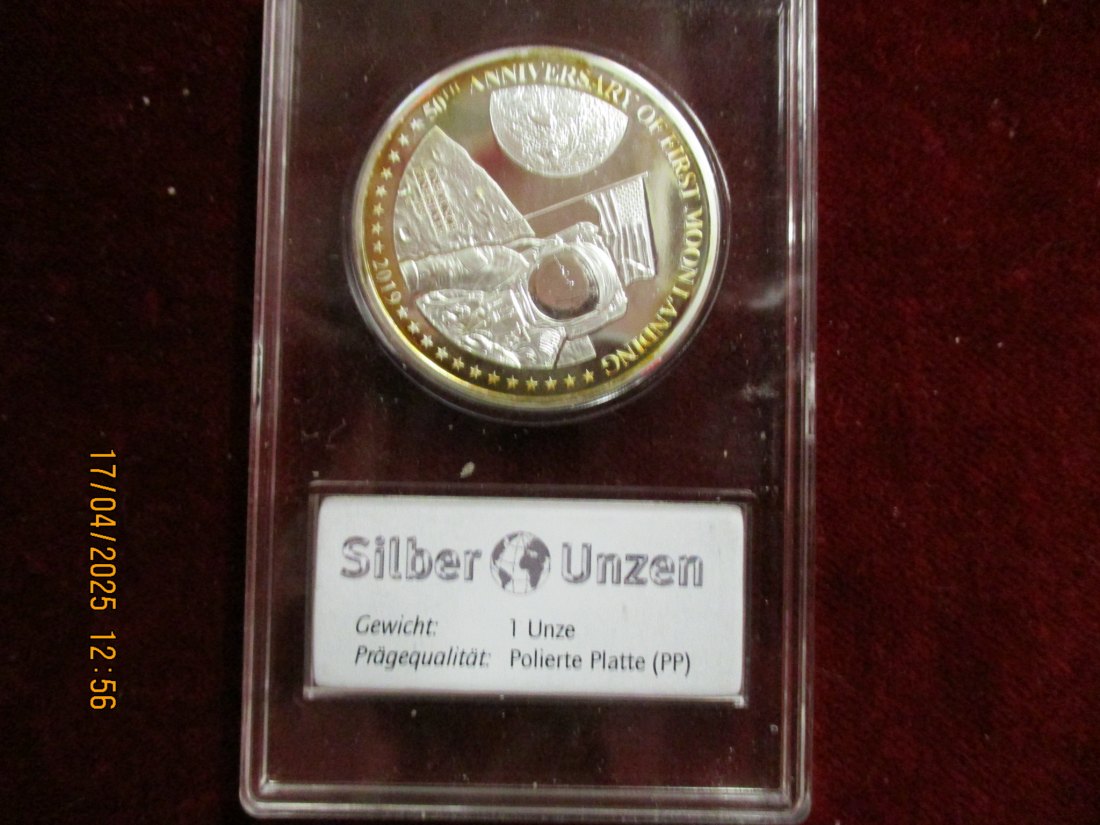 50TH ANNIVERSARY OF FIRST MOON LANDING
2019
Silber Unzen
Gewicht: 1 Unze
Prägequalität: Polierte Platte (PP)
17/04/2025 12:56